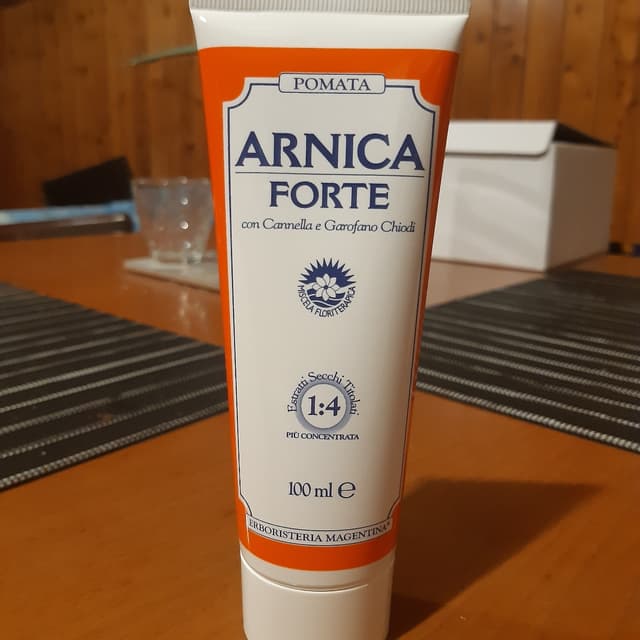 POMATA
ARNICA
FORTE
con Cannella e Garofano Chiodi
MISCELA FLORITERAPICA
Estratti Secchi Titolati
1:4
PIÙ CONCENTRATA
100 ml ℮
ERBORISTERIA MAGENTINA®